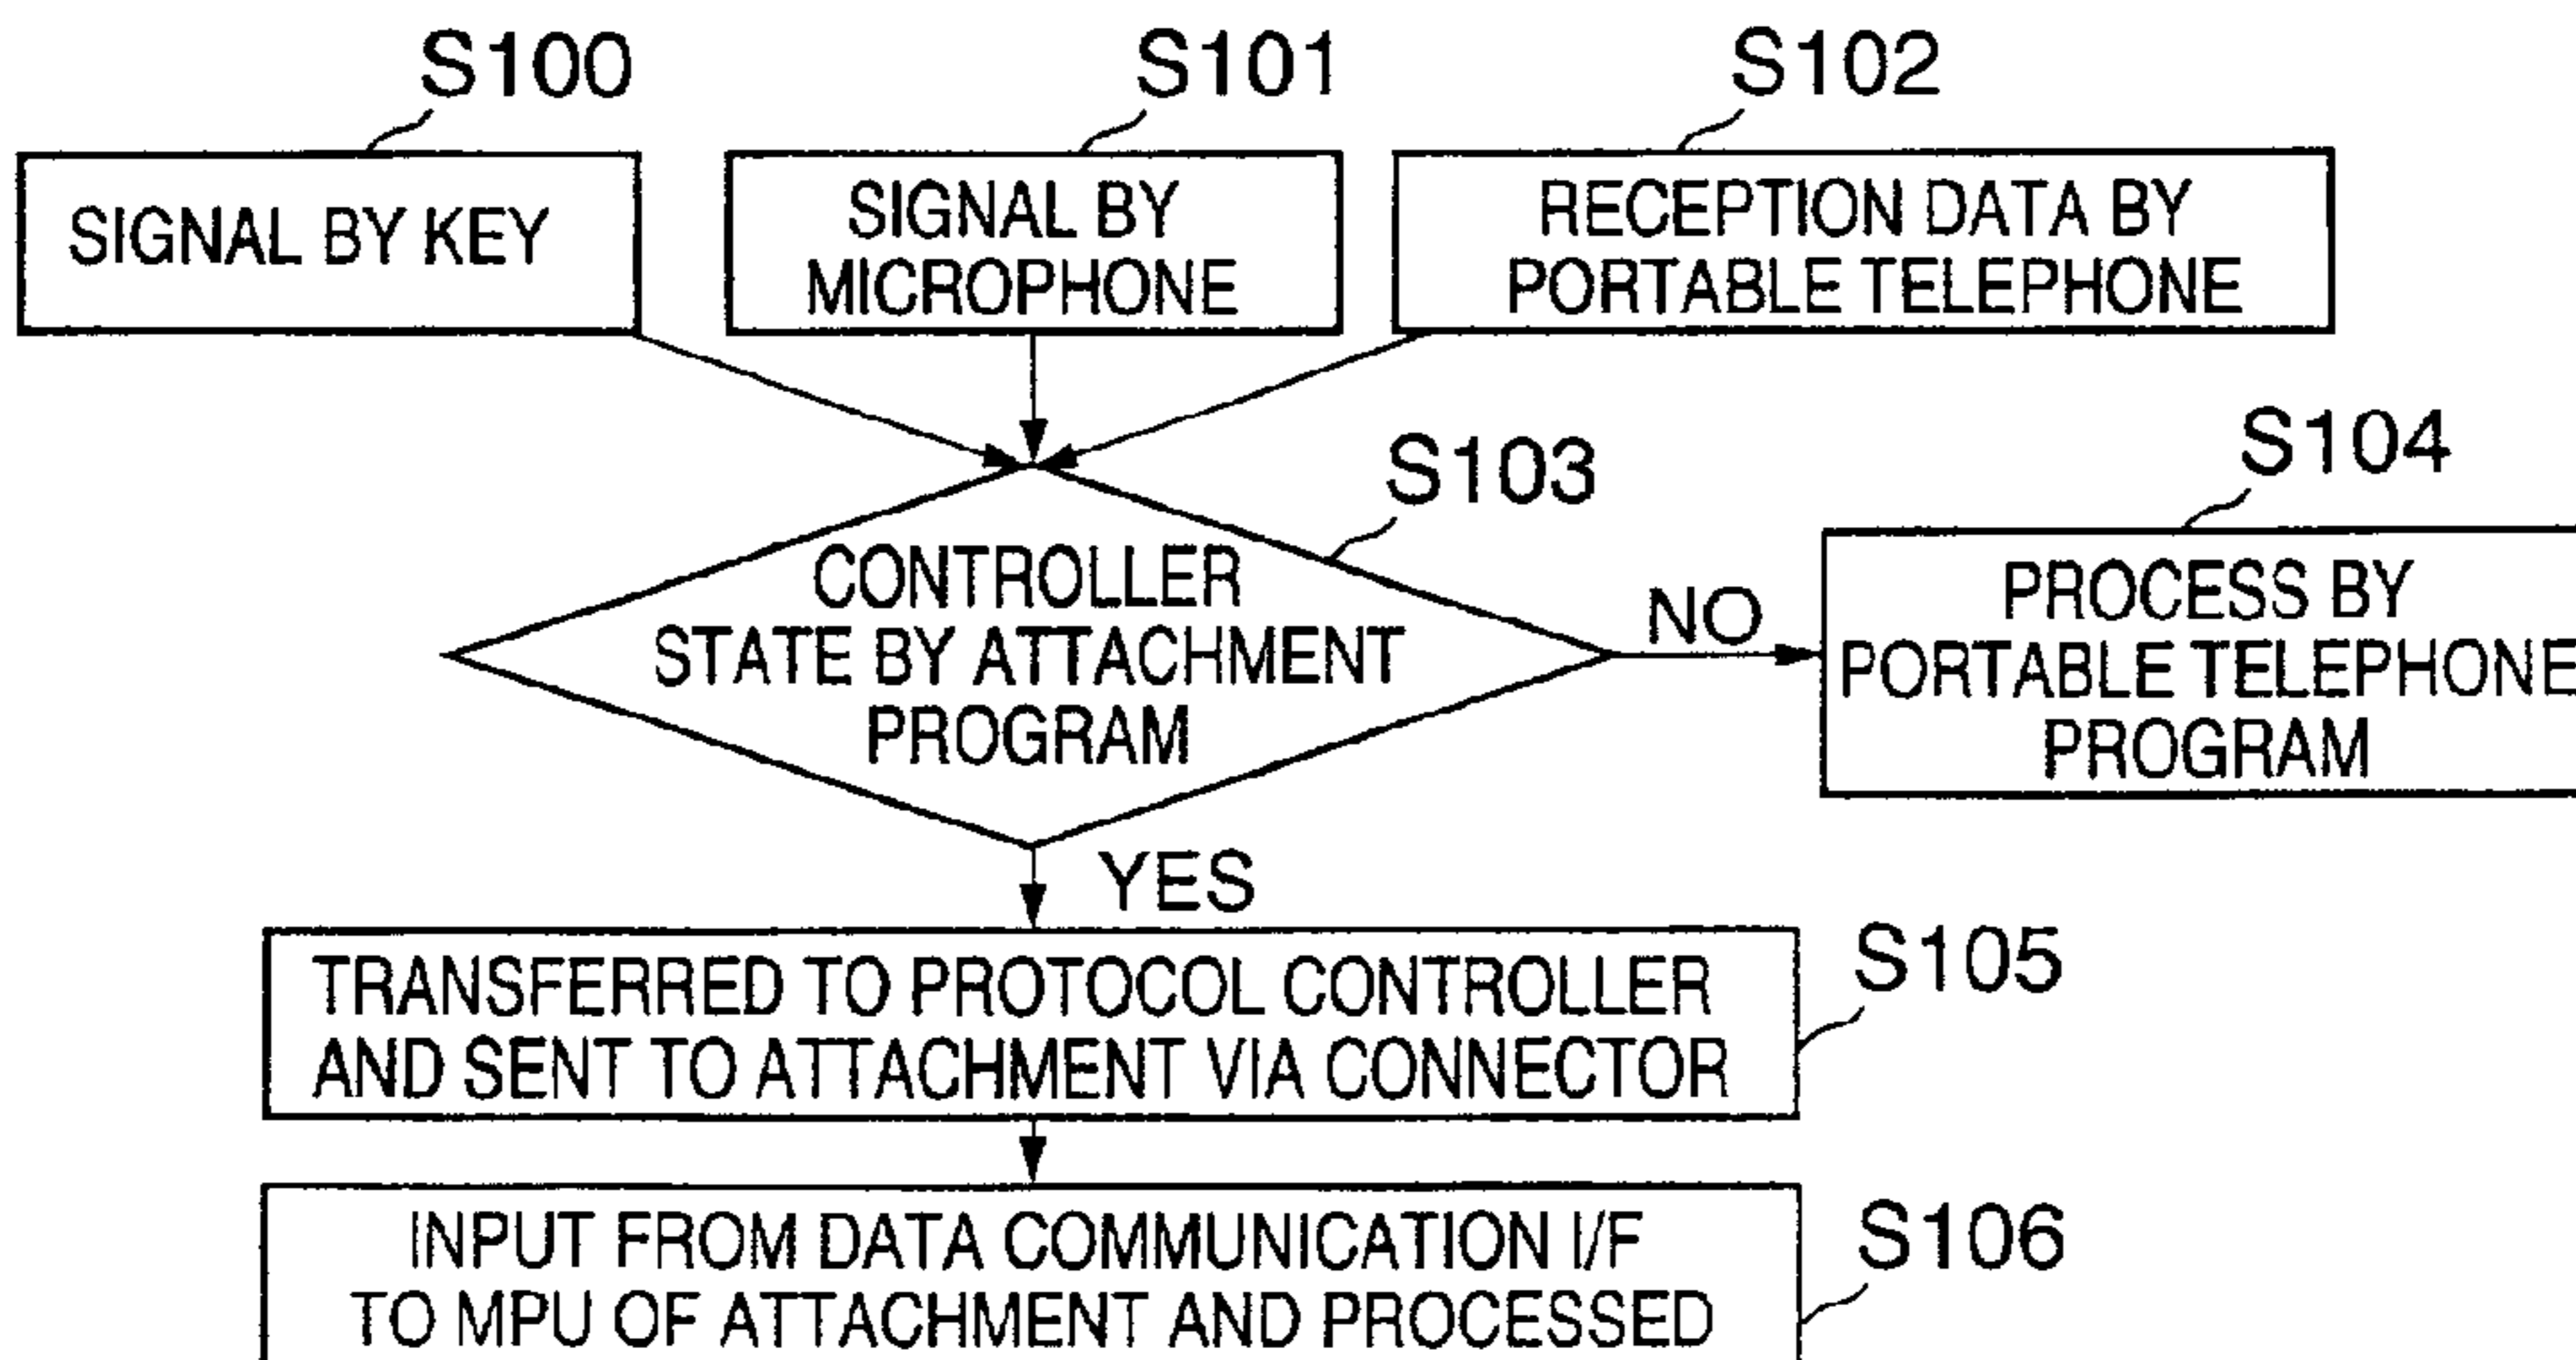 S100
S101
S102
SIGNAL BY KEY
SIGNAL BY
MICROPHONE
RECEPTION DATA BY
PORTABLE TELEPHONE
S103
CONTROLLER
STATE BY ATTACHMENT
PROGRAM
NO
S104
PROCESS BY
PORTABLE TELEPHONE
PROGRAM
YES
TRANSFERRED TO PROTOCOL CONTROLLER
AND SENT TO ATTACHMENT VIA CONNECTOR
S105
INPUT FROM DATA COMMUNICATION I/F
TO MPU OF ATTACHMENT AND PROCESSED
S106